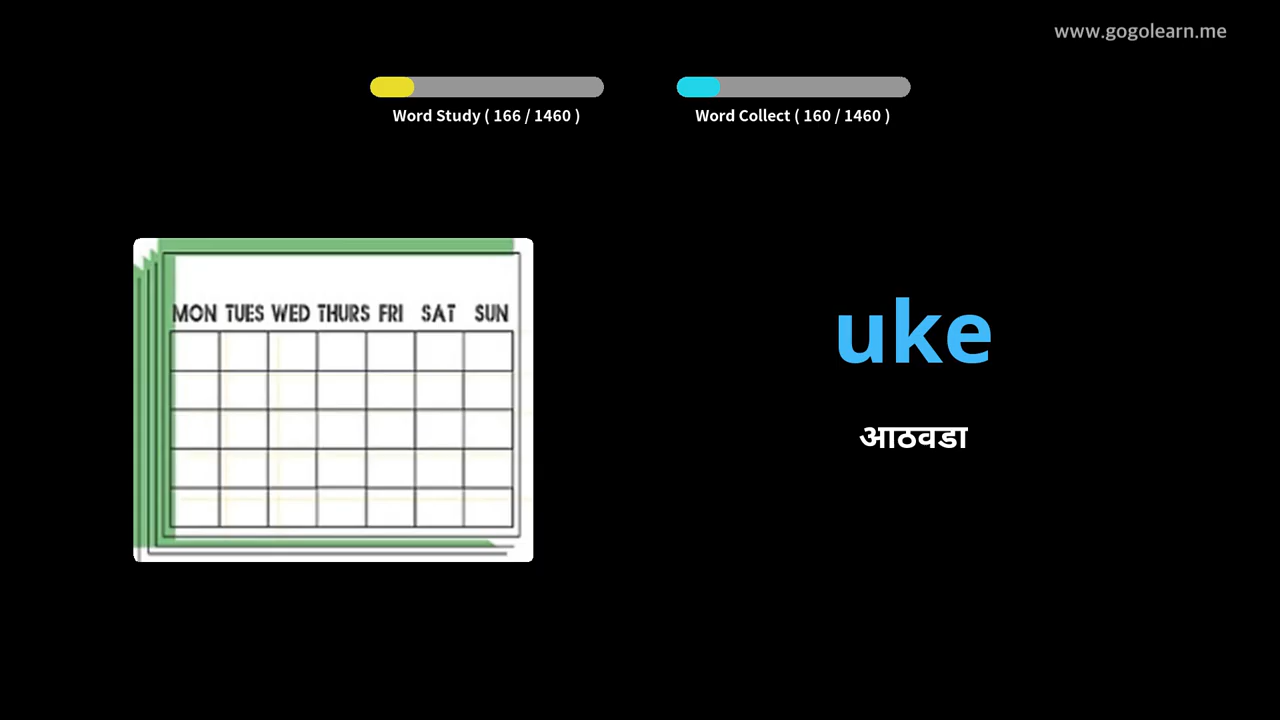 www.gogolearn.me
Word Study ( 166 / 1460 )
Word Collect ( 160 / 1460 )
MON TUES WED THURS FRI SAT SUN
uke
आठवडा